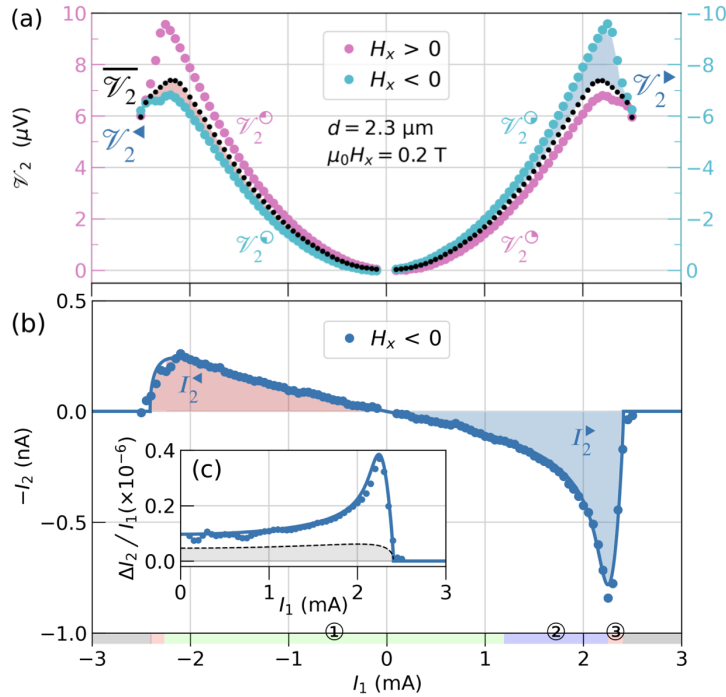 (a)
10
8
6
4
2
0
𝒱₂ (μV)
𝒱₂
𝒱₂◀
Hₓ > 0
Hₓ < 0
d = 2.3 μm
μ₀Hₓ = 0.2 T
𝒱₂
𝒱₂
𝒱₂
𝒱₂
𝒱₂▶
−10
−8
−6
−4
−2
0
(b)
0.5
0.0
−0.5
−1.0
−I₂ (nA)
Hₓ < 0
I₂◀
I₂▶
(c)
0.4
0.2
0.0
ΔI₂ / I₁(×10⁻⁶)
0 1 2 3
I₁ (mA)
① ② ③
−3 −2 −1 0 1 2 3
I₁ (mA)